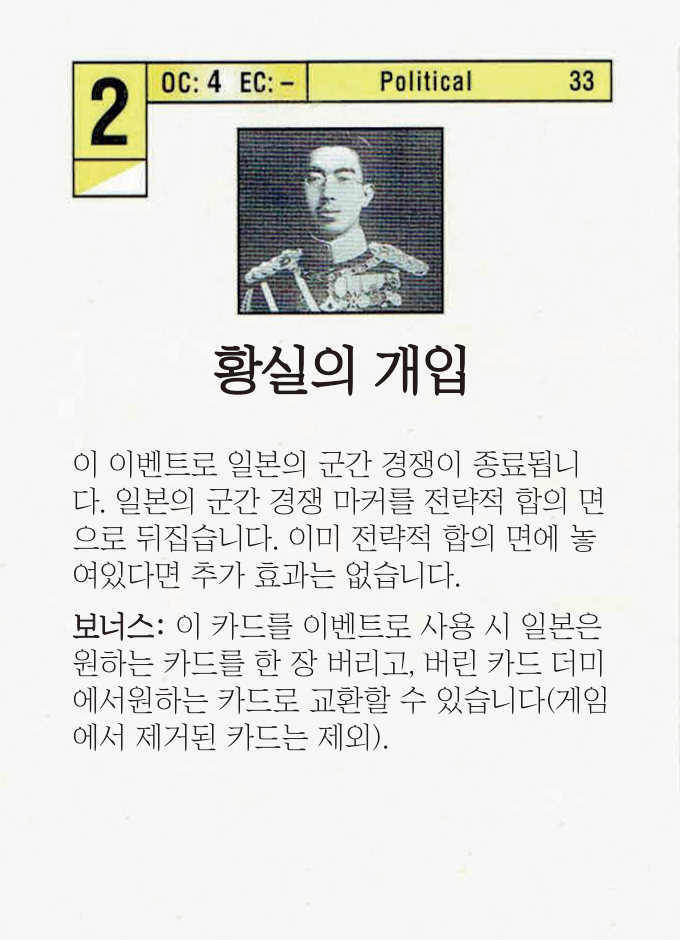 2
OC: 4 EC: – Political 33
황실의 개입
이 이벤트로 일본의 군간 경쟁이 종료됩니
다. 일본의 군간 경쟁 마커를 전략적 합의 면
으로 뒤집습니다. 이미 전략적 합의 면에 놓
여있다면 추가 효과는 없습니다.
보너스: 이 카드를 이벤트로 사용 시 일본은
원하는 카드를 한 장 버리고, 버린 카드 더미
에서원하는 카드로 교환할 수 있습니다(게임
에서 제거된 카드는 제외).